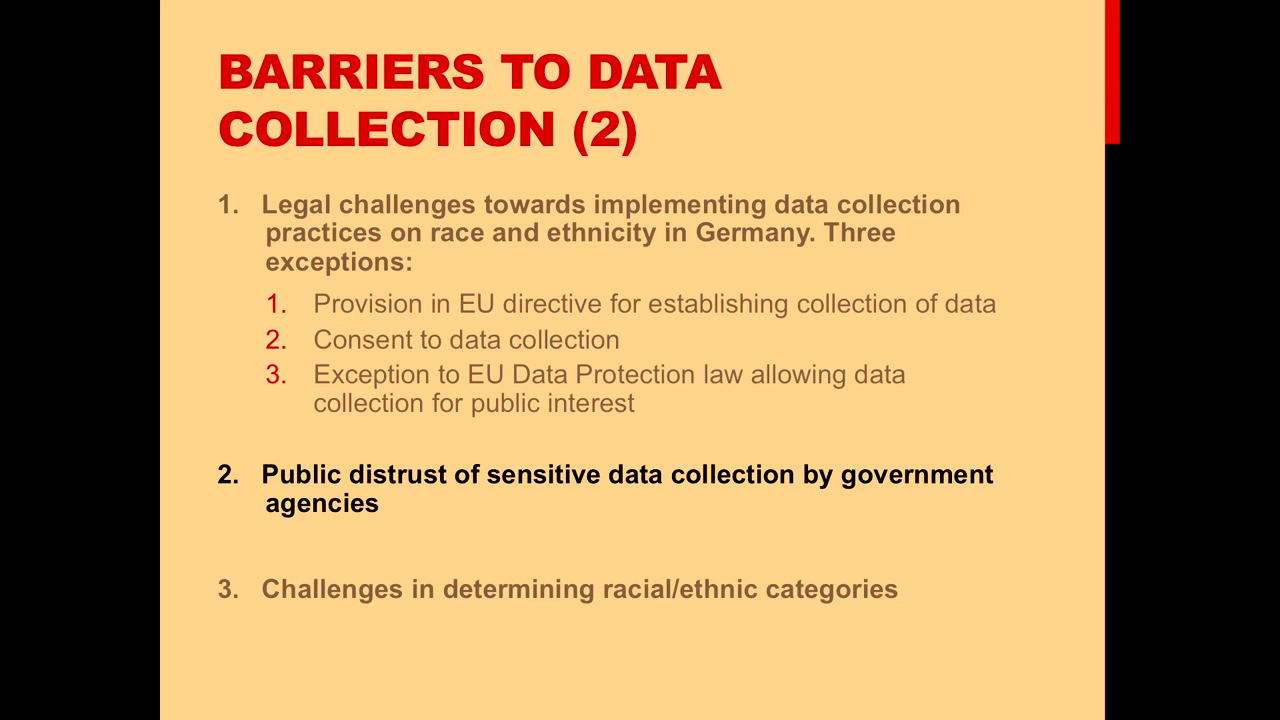 BARRIERS TO DATA
COLLECTION (2)
1. Legal challenges towards implementing data collection
practices on race and ethnicity in Germany. Three
exceptions:
1. Provision in EU directive for establishing collection of data
2. Consent to data collection
3. Exception to EU Data Protection law allowing data
collection for public interest
2. Public distrust of sensitive data collection by government
agencies
3. Challenges in determining racial/ethnic categories